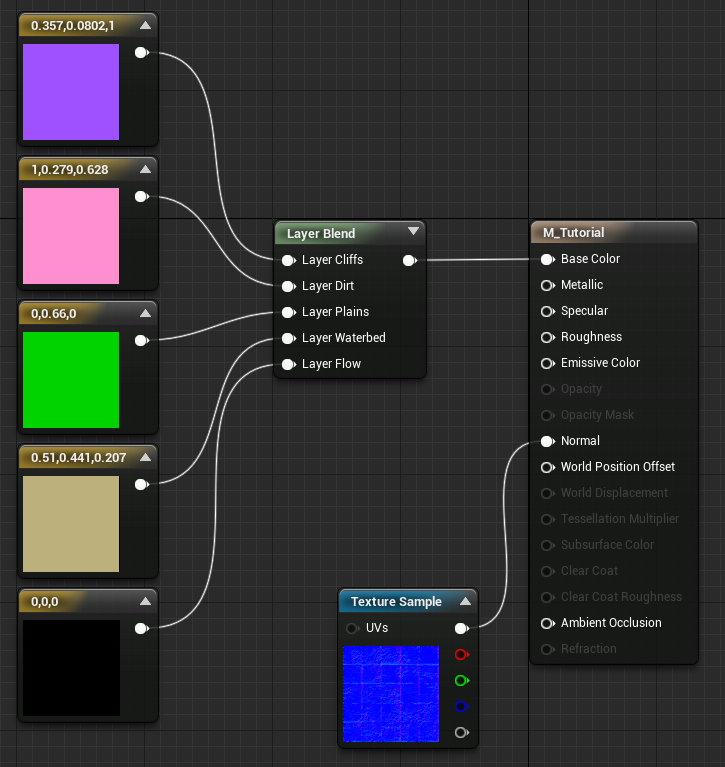 0.357,0.0802,1
1,0.279,0.628
0,0.66,0
0.51,0.441,0.207
0,0,0
Layer Blend
Layer Cliffs
Layer Dirt
Layer Plains
Layer Waterbed
Layer Flow
Texture Sample
UVs
M_Tutorial
Base Color
Metallic
Specular
Roughness
Emissive Color
Opacity
Opacity Mask
Normal
World Position Offset
World Displacement
Tessellation Multiplier
Subsurface Color
Clear Coat
Clear Coat Roughness
Ambient Occlusion
Refraction